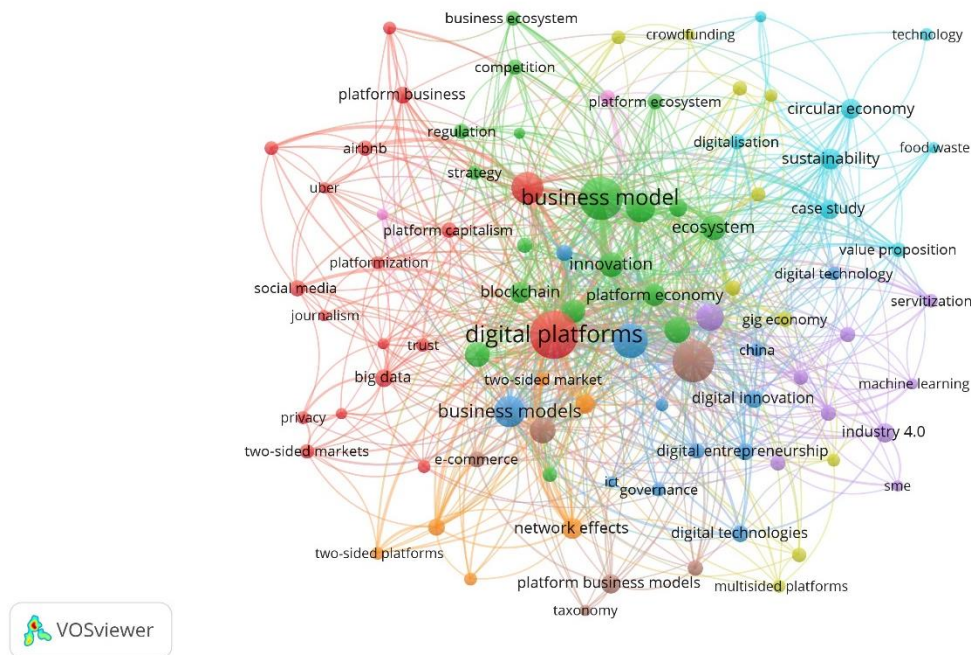 business ecosystem
crowdfunding
technology
competition
platform business
platform ecosystem
circular economy
regulation
digitalisation
airbnb
food waste
sustainability
strategy
uber
business model
case study
ecosystem
platform capitalism
value proposition
platformization
innovation
digital technology
social media
blockchain
platform economy
servitization
journalism
gig economy
digital platforms
trust
china
big data
two-sided market
machine learning
digital innovation
business models
privacy
industry 4.0
two-sided markets
digital entrepreneurship
e-commerce
ict
governance
sme
network effects
digital technologies
two-sided platforms
platform business models
multisided platforms
taxonomy
VOSviewer